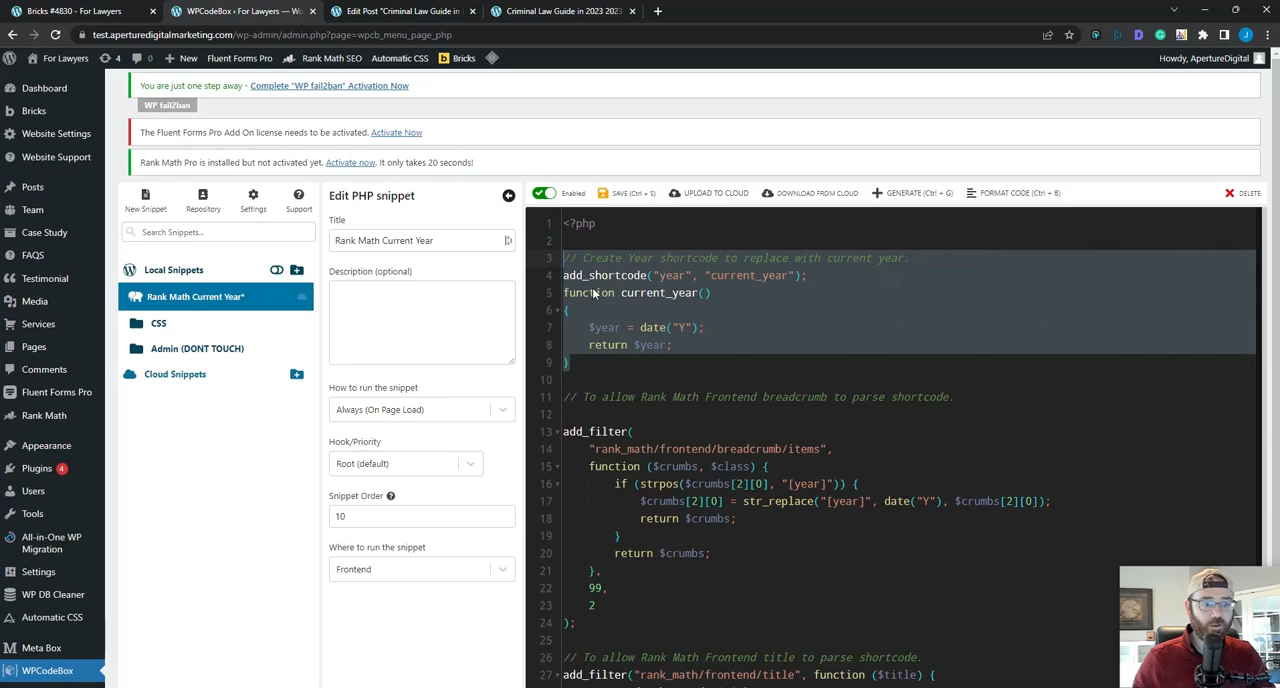 Bricks #4830 - For Lawyers
WPCodeBox ‹ For Lawyers — Wo
Edit Post "Criminal Law Guide in
Criminal Law Guide in 2023 2023
test.aperturedigitalmarketing.com/wp-admin/admin.php?page=wpcb_menu_page_php
For Lawyers 4 0 New Fluent Forms Pro Rank Math SEO Automatic CSS Bricks
Howdy, ApertureDigital
Dashboard
Bricks
Website Settings
Website Support
Posts
Team
Case Study
FAQS
Testimonial
Media
Services
Pages
Comments
Fluent Forms Pro
Rank Math
Appearance
Plugins 4
Users
Tools
All-in-One WP
Migration
Settings
WP DB Cleaner
Automatic CSS
Meta Box
WPCodeBox
You are just one step away - Complete "WP fail2ban" Activation Now
WP fail2ban
The Fluent Forms Pro Add On license needs to be activated. Activate Now
Rank Math Pro is installed but not activated yet. Activate now. It only takes 20 seconds!
New Snippet Repository Settings Support
Search Snippets...
Local Snippets
Rank Math Current Year*
CSS
Admin (DONT TOUCH)
Cloud Snippets
Edit PHP snippet
Title
Rank Math Current Year
Description (optional)
How to run the snippet
Always (On Page Load)
Hook/Priority
Root (default)
Snippet Order
10
Where to run the snippet
Frontend
Enabled SAVE (Ctrl + S) UPLOAD TO CLOUD DOWNLOAD FROM CLOUD GENERATE (Ctrl + G) FORMAT CODE (Ctrl + B) DELETE
1 <?php
2
3 // Create Year shortcode to replace with current year.
4 add_shortcode("year", "current_year");
5 function current_year()
6 {
7 $year = date("Y");
8 return $year;
9 }
10
11 // To allow Rank Math Frontend breadcrumb to parse shortcode.
12
13 add_filter(
14 "rank_math/frontend/breadcrumb/items",
15 function ($crumbs, $class) {
16 if (strpos($crumbs[2][0], "[year]")) {
17 $crumbs[2][0] = str_replace("[year]", date("Y"), $crumbs[2][0]);
18 return $crumbs;
19 }
20 return $crumbs;
21 },
22 99,
23 2
24 );
25
26 // To allow Rank Math Frontend title to parse shortcode.
27 add_filter("rank_math/frontend/title", function ($title) {